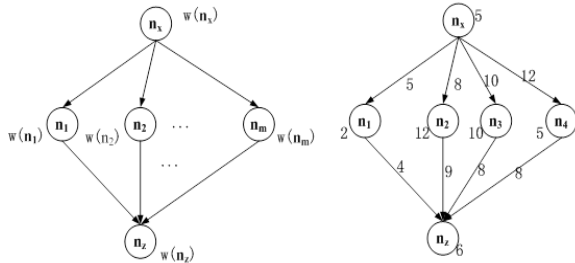 n_x w(n_x)
w(n_1) n_1 w(n_2) n_2 ... n_m w(n_m)
...
n_z w(n_z)
n_x 5
5 8 10 12
n_1 n_2 n_3 n_4
2 12 10 5
4 9 8 8
n_z 6